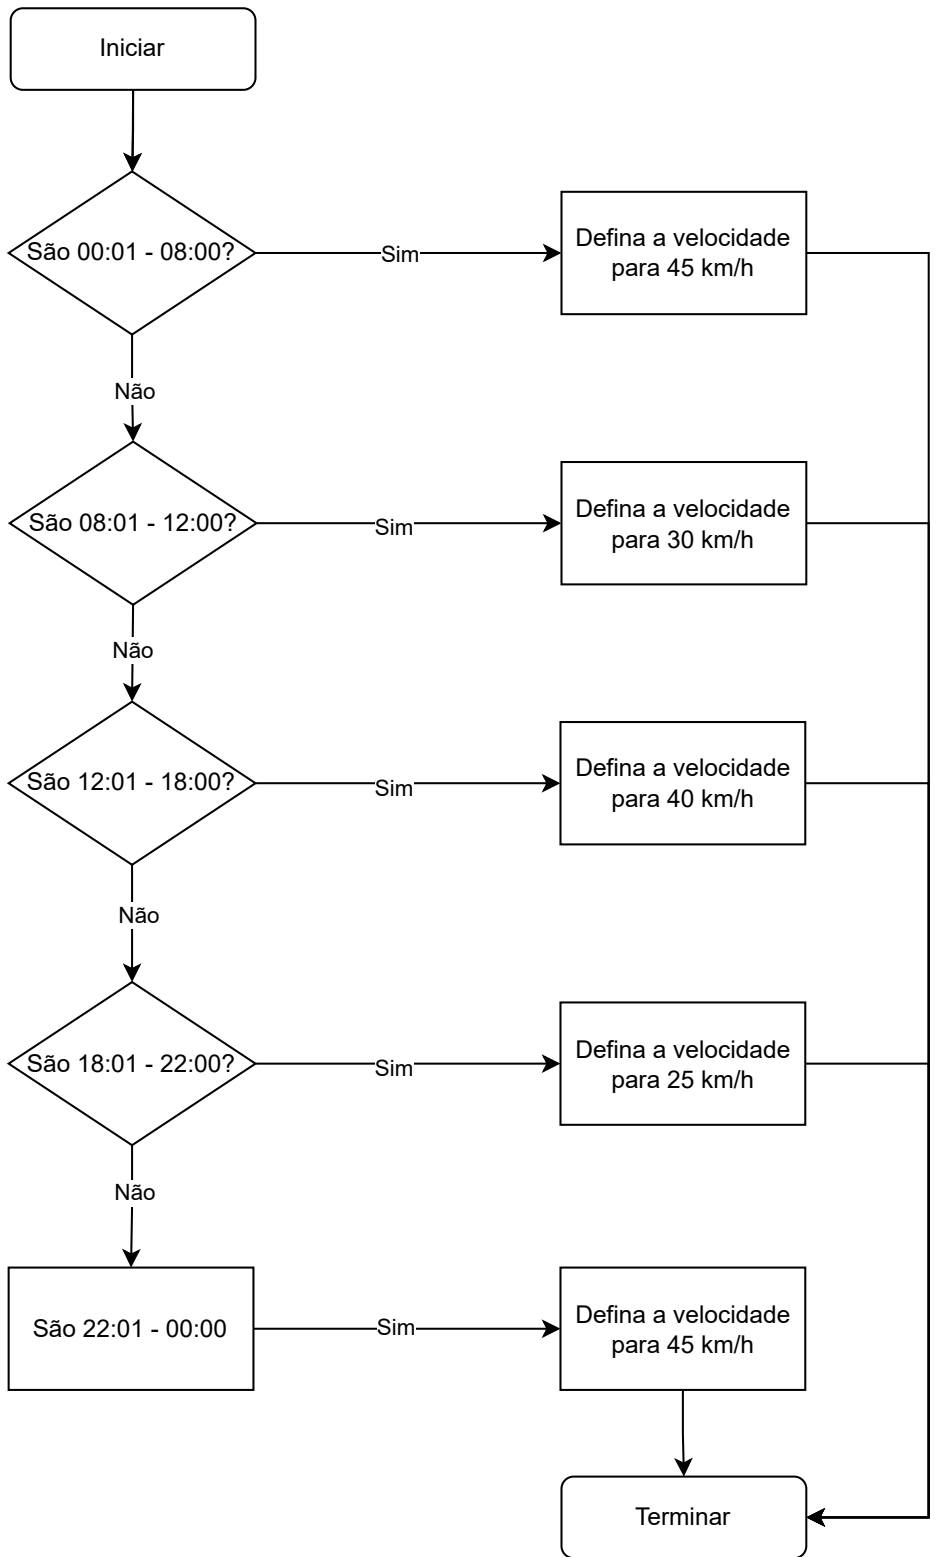 Iniciar
São 00:01 - 08:00?
Sim
Defina a velocidade
para 45 km/h
Não
São 08:01 - 12:00?
Sim
Defina a velocidade
para 30 km/h
Não
São 12:01 - 18:00?
Sim
Defina a velocidade
para 40 km/h
Não
São 18:01 - 22:00?
Sim
Defina a velocidade
para 25 km/h
Não
São 22:01 - 00:00
Sim
Defina a velocidade
para 45 km/h
Terminar